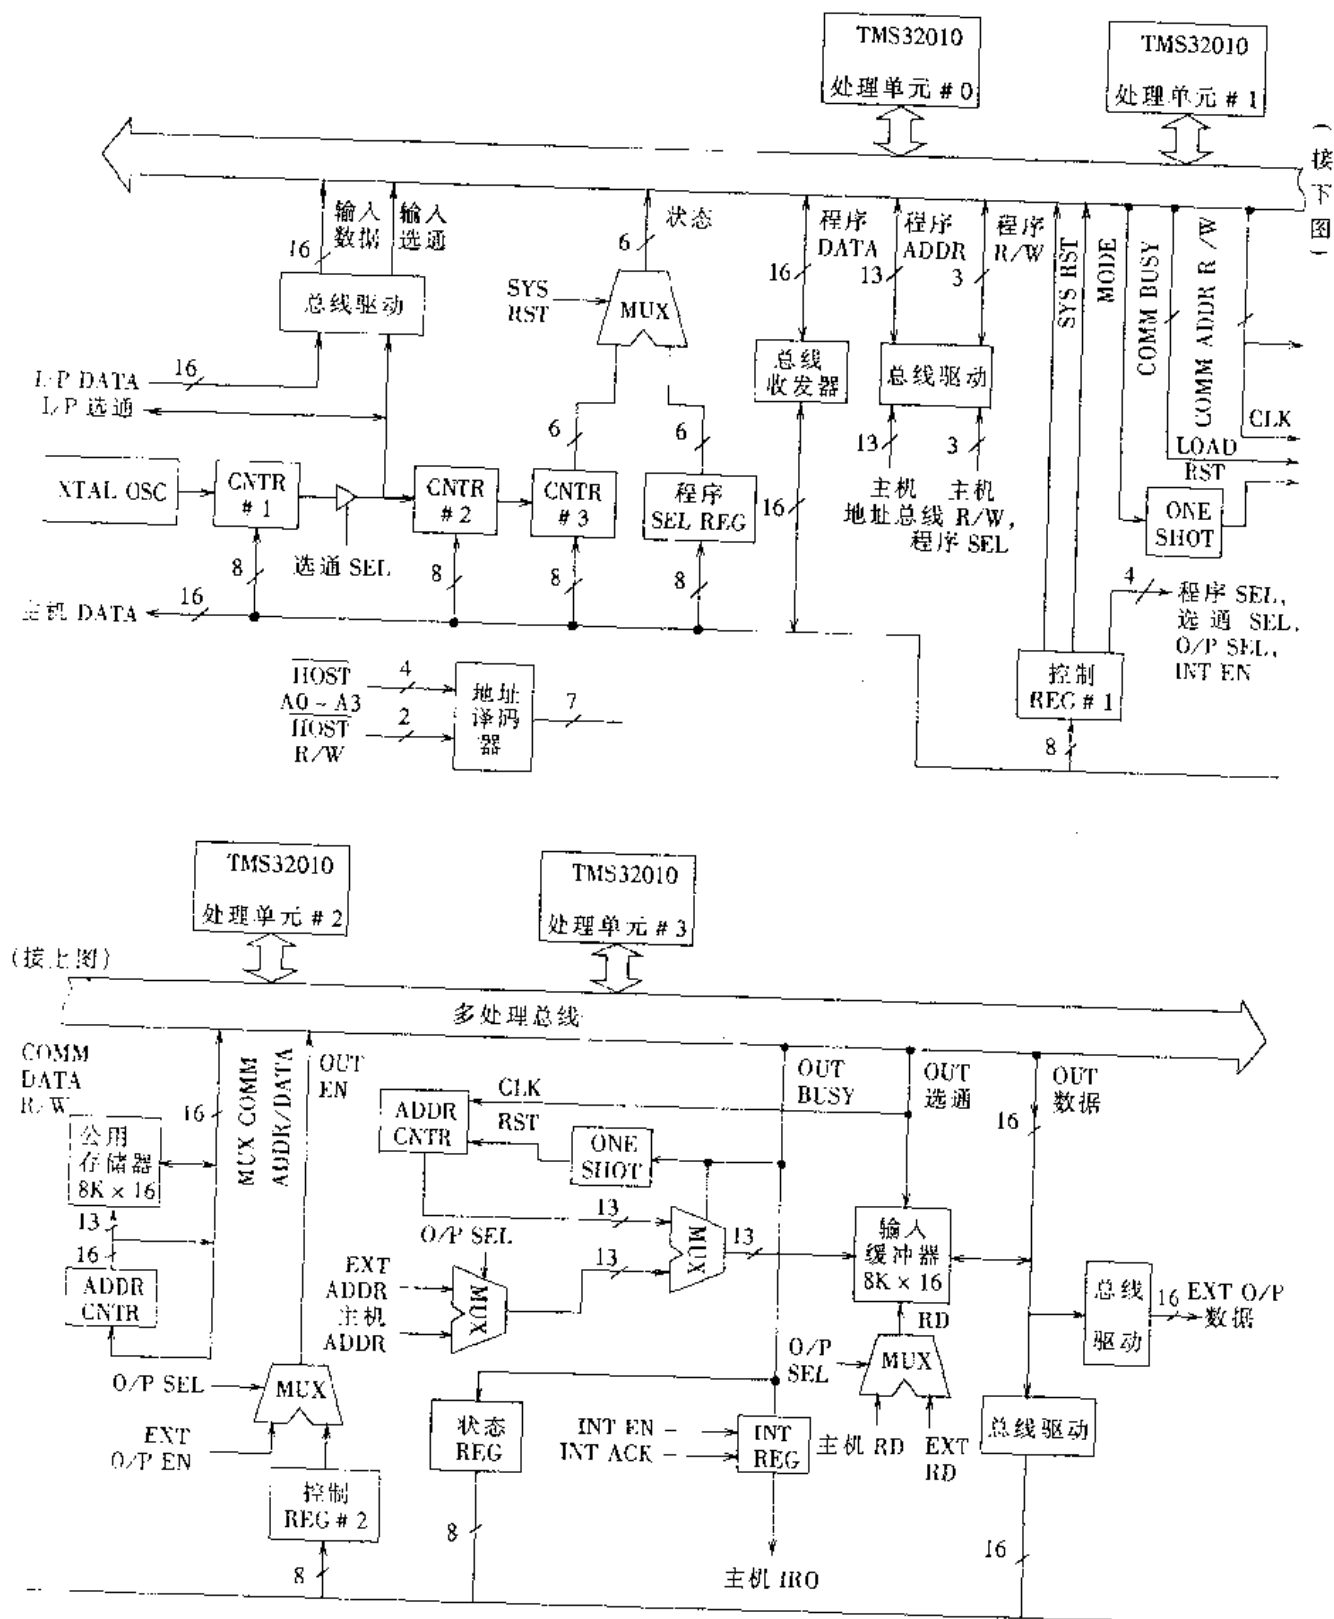 TMS32010
处理单元 # 0
TMS32010
处理单元 # 1
(接下图)
16
输入
数据
输入
选通
6
状态
16
程序
DATA
13
程序
ADDR
3
程序
R/W
SYS RST
MODE
COMM BUSY
COMM ADDR R/W
总线驱动
SYS
RST
MUX
总线
收发器
总线驱动
I/P DATA
16
I/P 选通
13
3
CLK
LOAD
RST
6
6
XTAL OSC
CNTR
# 1
CNTR
# 2
CNTR
# 3
程序
SEL REG
16
主机
主机
地址总线 R/W,
程序 SEL
ONE
SHOT
8
选通 SEL
8
8
8
主机 DATA
16
4
程序 SEL,
选通 SEL,
O/P SEL,
INT EN
HOST
A0~A3
4
HOST
R/W
2
地址
译码
器
7
控制
REG # 1
8
TMS32010
处理单元 # 2
TMS32010
处理单元 # 3
(接上图)
多处理总线
COMM
DATA
R/W
16
MUX COMM
ADDR/DATA
OUT
EN
OUT
BUSY
OUT
选通
OUT
数据
16
ADDR
CNTR
CLK
RST
ONE
SHOT
公用
存储器
8K × 16
13
16
ADDR
CNTR
13
13
O/P SEL
EXT
ADDR
主机
ADDR
MUX
MUX
13
输入
缓冲器
8K × 16
RD
总线
驱动
16
EXT O/P
数据
O/P SEL
MUX
O/P
SEL
MUX
EXT
O/P EN
状态
REG
INT EN
INT ACK
INT
REG
主机 RD
EXT
RD
总线驱动
控制
REG # 2
8
8
16
主机 IRO